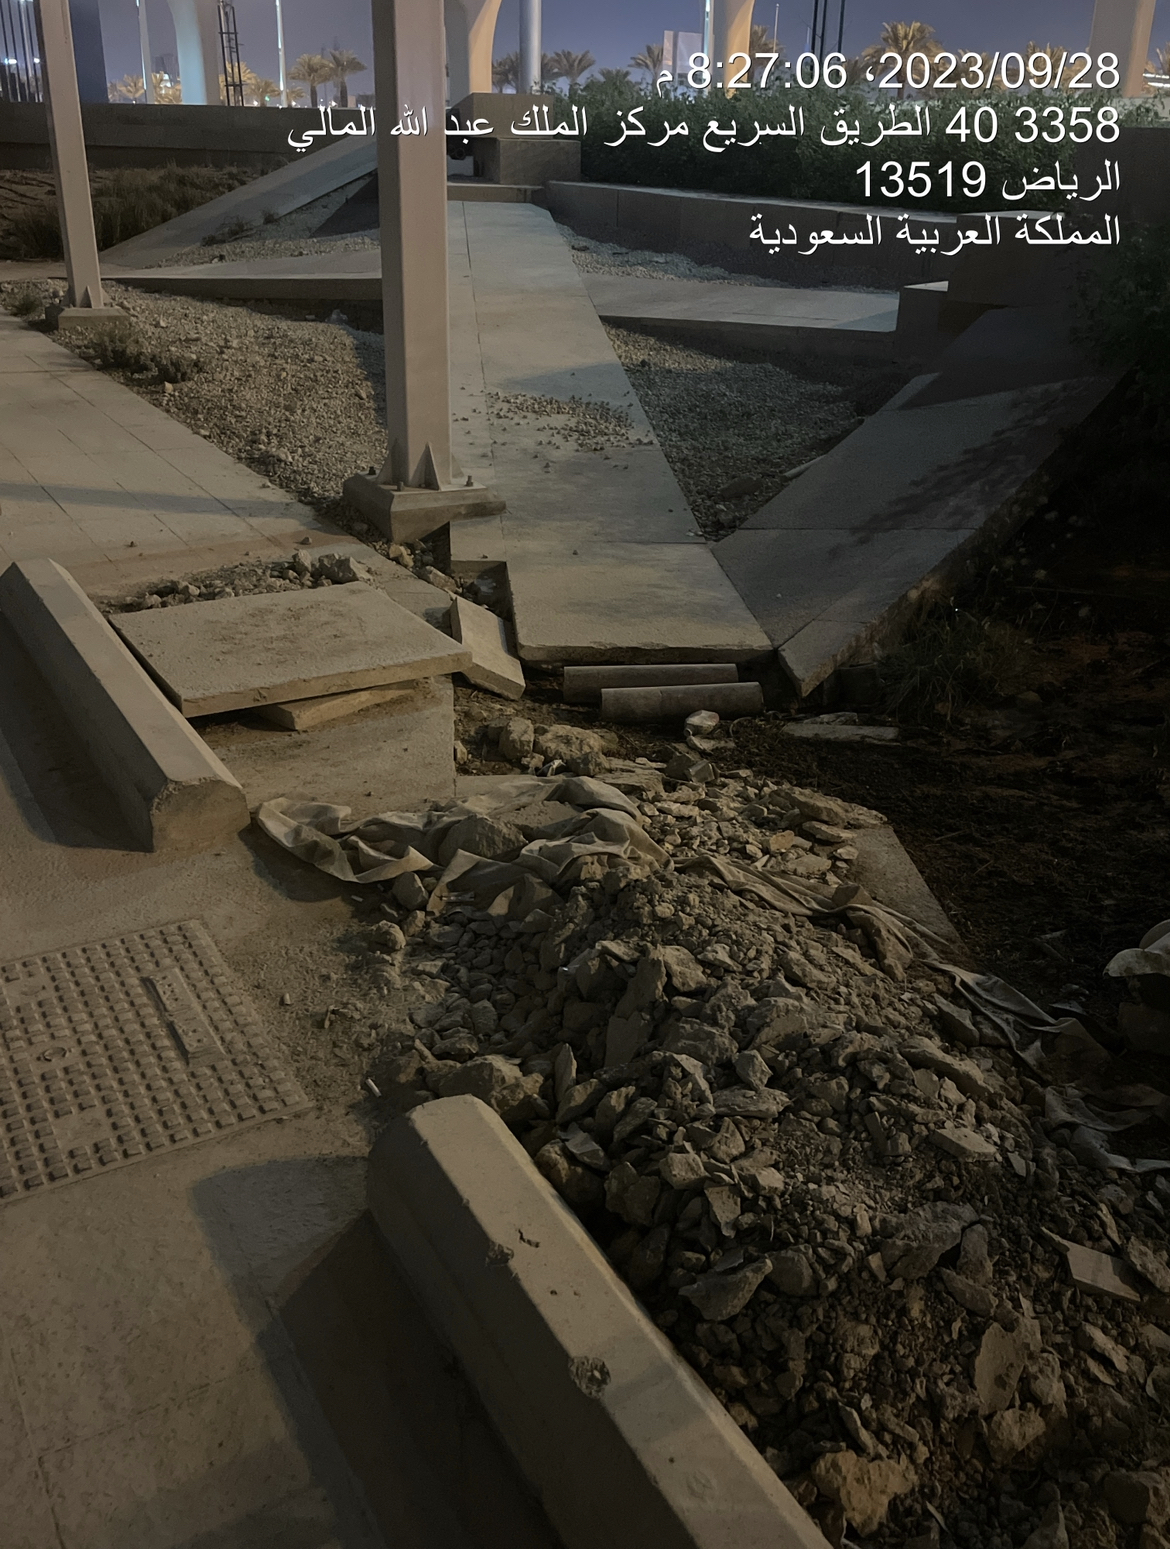 2023/09/28، 8:27:06 م
3358 40 الطريق السريع مركز الملك عبد الله المالي
الرياض 13519
المملكة العربية السعودية